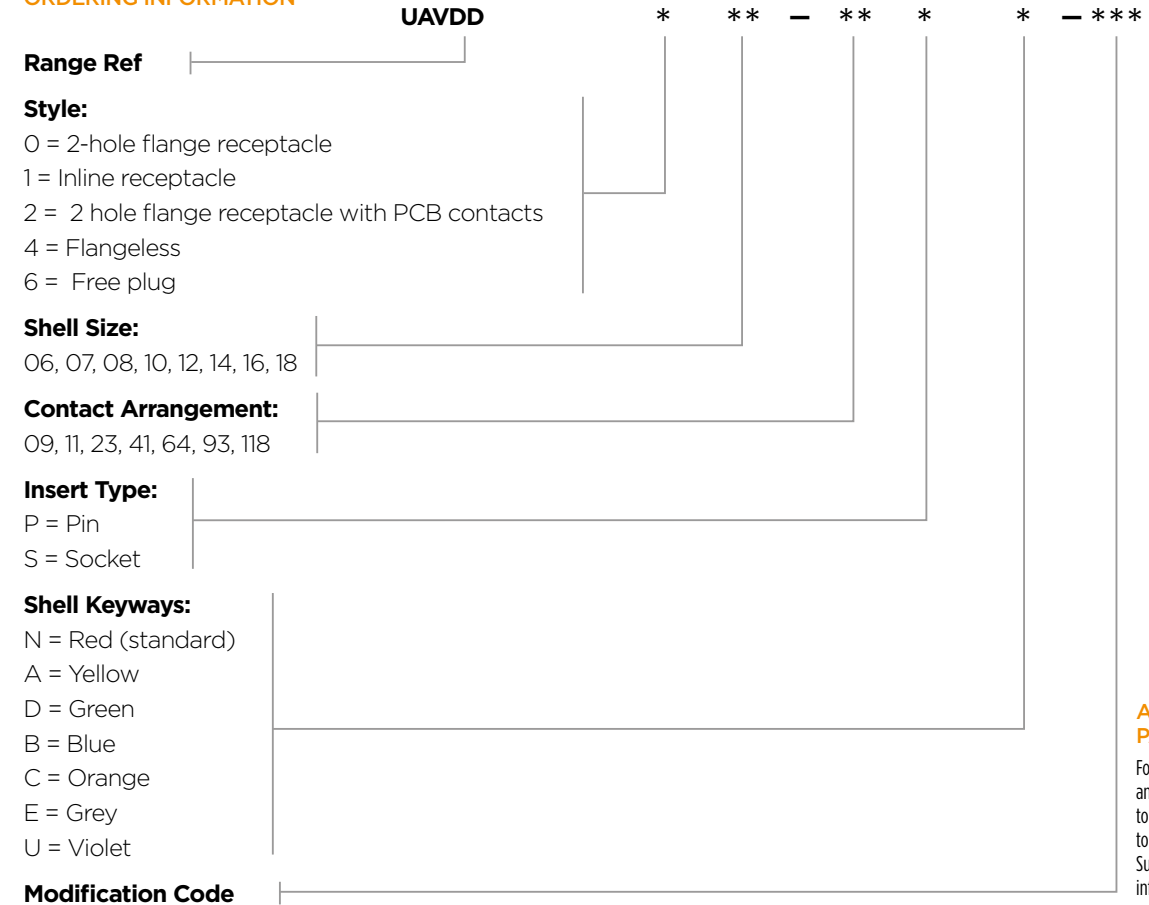 ORDERING INFORMATION
UAVDD * ** – ** * * – ***
Range Ref
Style:
0 = 2-hole flange receptacle
1 = Inline receptacle
2 = 2 hole flange receptacle with PCB contacts
4 = Flangeless
6 = Free plug
Shell Size:
06, 07, 08, 10, 12, 14, 16, 18
Contact Arrangement:
09, 11, 23, 41, 64, 93, 118
Insert Type:
P = Pin
S = Socket
Shell Keyways:
N = Red (standard)
A = Yellow
D = Green
B = Blue
C = Orange
E = Grey
U = Violet
Modification Code